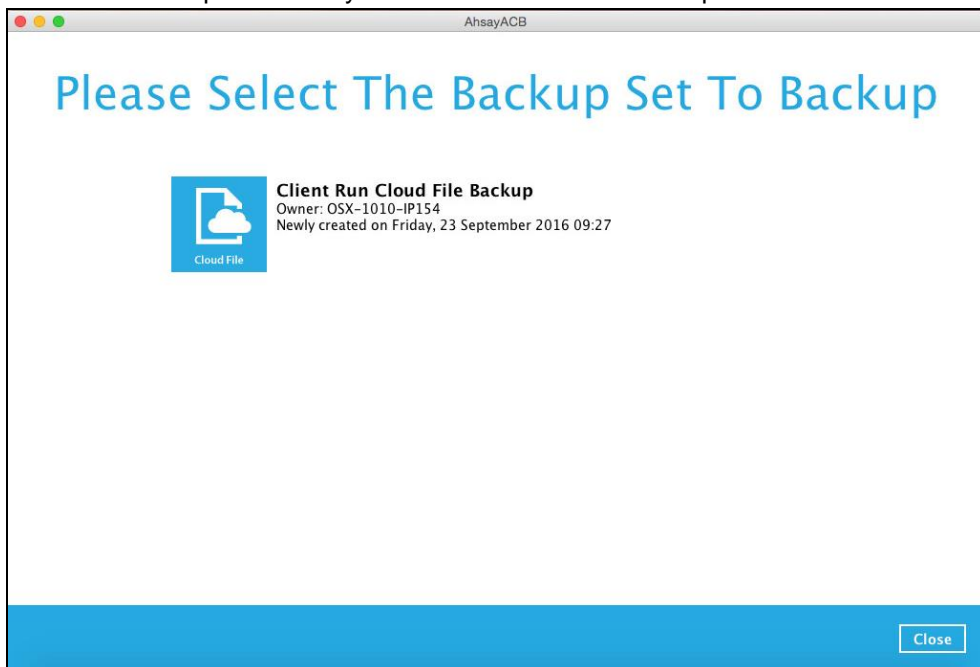 AhsayACB
Please Select The Backup Set To Backup
Client Run Cloud File Backup
Owner: OSX-1010-IP154
Newly created on Friday, 23 September 2016 09:27
Cloud File
Close